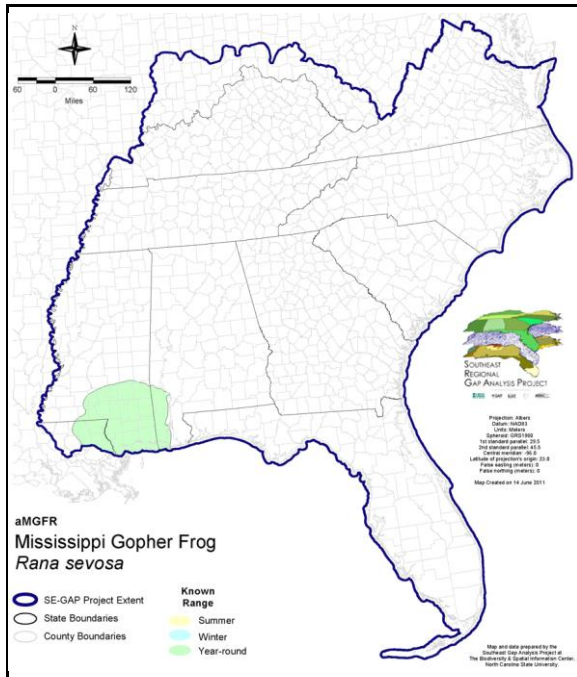 N
60 0 60 120
Miles
SOUTHEAST
REGIONAL
GAP ANALYSIS PROJECT
Projection: Albers
Datum: NAD83
Units: Meters
Spheroid: GRS1980
1st standard parallel: 29.5
2nd standard parallel: 45.5
Central meridian: -96.0
Latitude of projection's origin: 23.0
False easting (meters): 0
False northing (meters): 0
Map Created on 14 June 2011
aMGFR
Mississippi Gopher Frog
Rana sevosa
SE-GAP Project Extent
State Boundaries
County Boundaries
Known
Range
Summer
Winter
Year-round
Map and data prepared by the
Southeast Gap Analysis Project at
The Biodiversity & Spatial Information Center,
North Carolina State University.